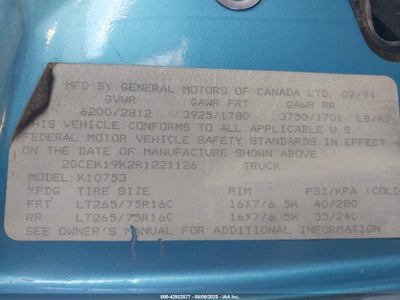 MFD BY GENERAL MOTORS OF CANADA LTD. 02/94
GVWR GAWR FRT GAWR RR
6200/2812 3925/1780 3750/1701 LB/KG
THIS VEHICLE CONFORMS TO ALL APPLICABLE U.S.
FEDERAL MOTOR VEHICLE SAFETY STANDARDS IN EFFECT
ON THE DATE OF MANUFACTURE SHOWN ABOVE
2GCEK19K2R1221126 TRUCK
MODEL: K10753
KFDG TIRE SIZE RIM PSI/KPA (COLD
FRT LT265/75R16C 16X7/6.5K 40/280
RR LT265/75R16C 16X7/6.5K 35/240
SEE OWNER'S MANUAL FOR ADDITIONAL INFORMATION
000-42922677 - 08/08/2025 - IAA, Inc. Copyright